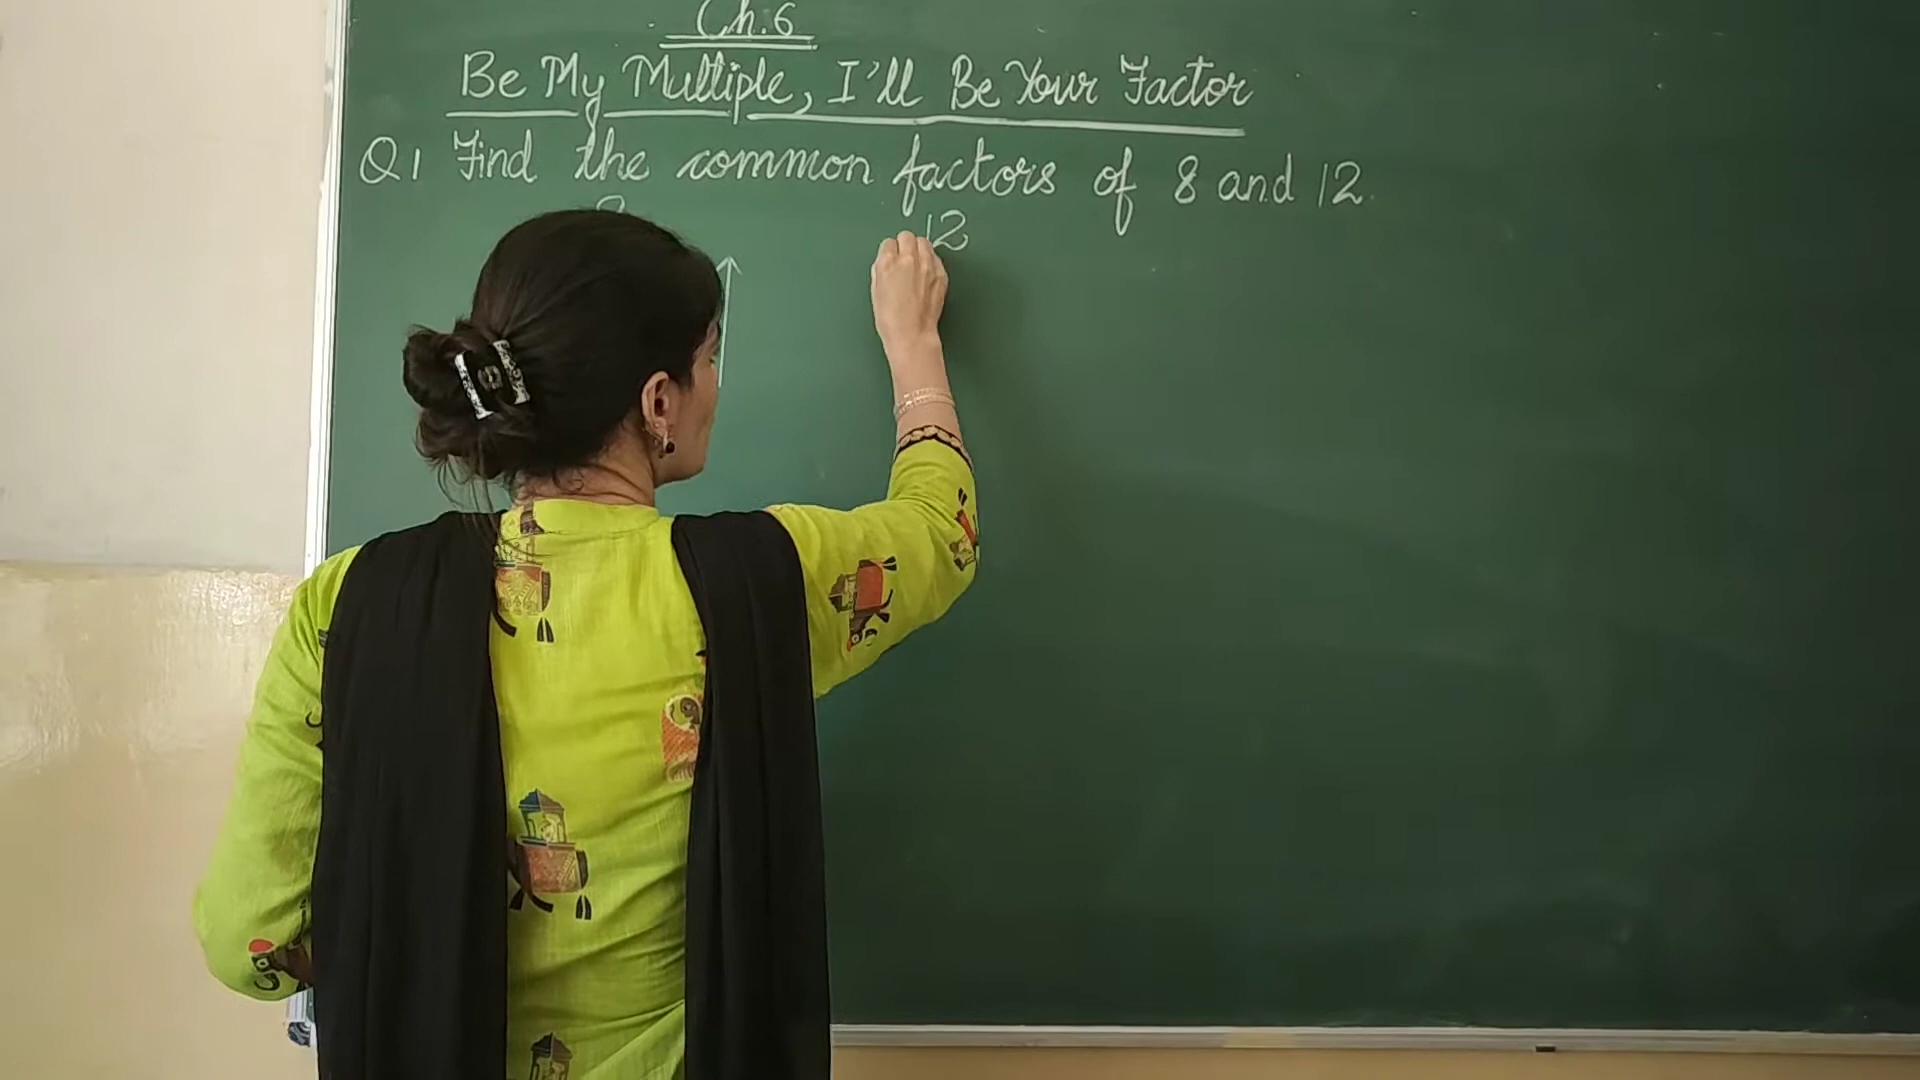 Ch.6
Be My Multiple, I'll Be Your Factor
Q1 Find the common factors of 8 and 12.
12